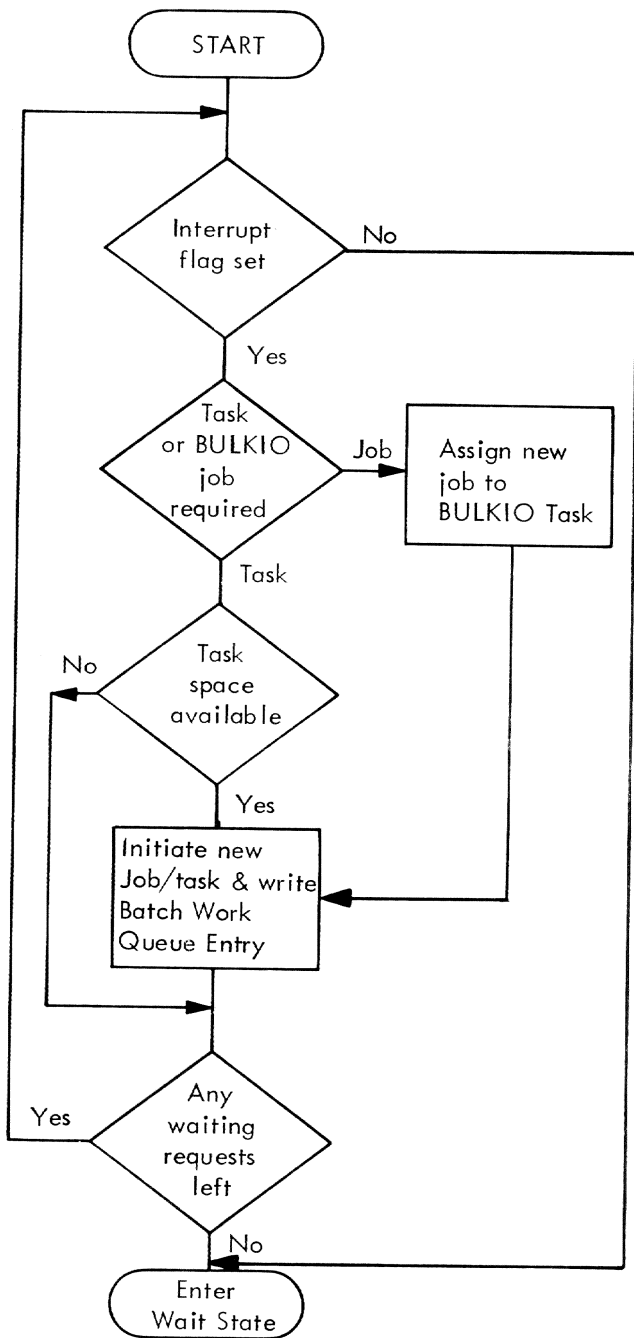 START
Interrupt
flag set
No
Yes
Task
or BULKIO
job
required
Job
Assign new
job to
BULKIO Task
Task
No
Task
space
available
Yes
Initiate new
Job/task & write
Batch Work
Queue Entry
Yes
Any
waiting
requests
left
No
Enter
Wait State